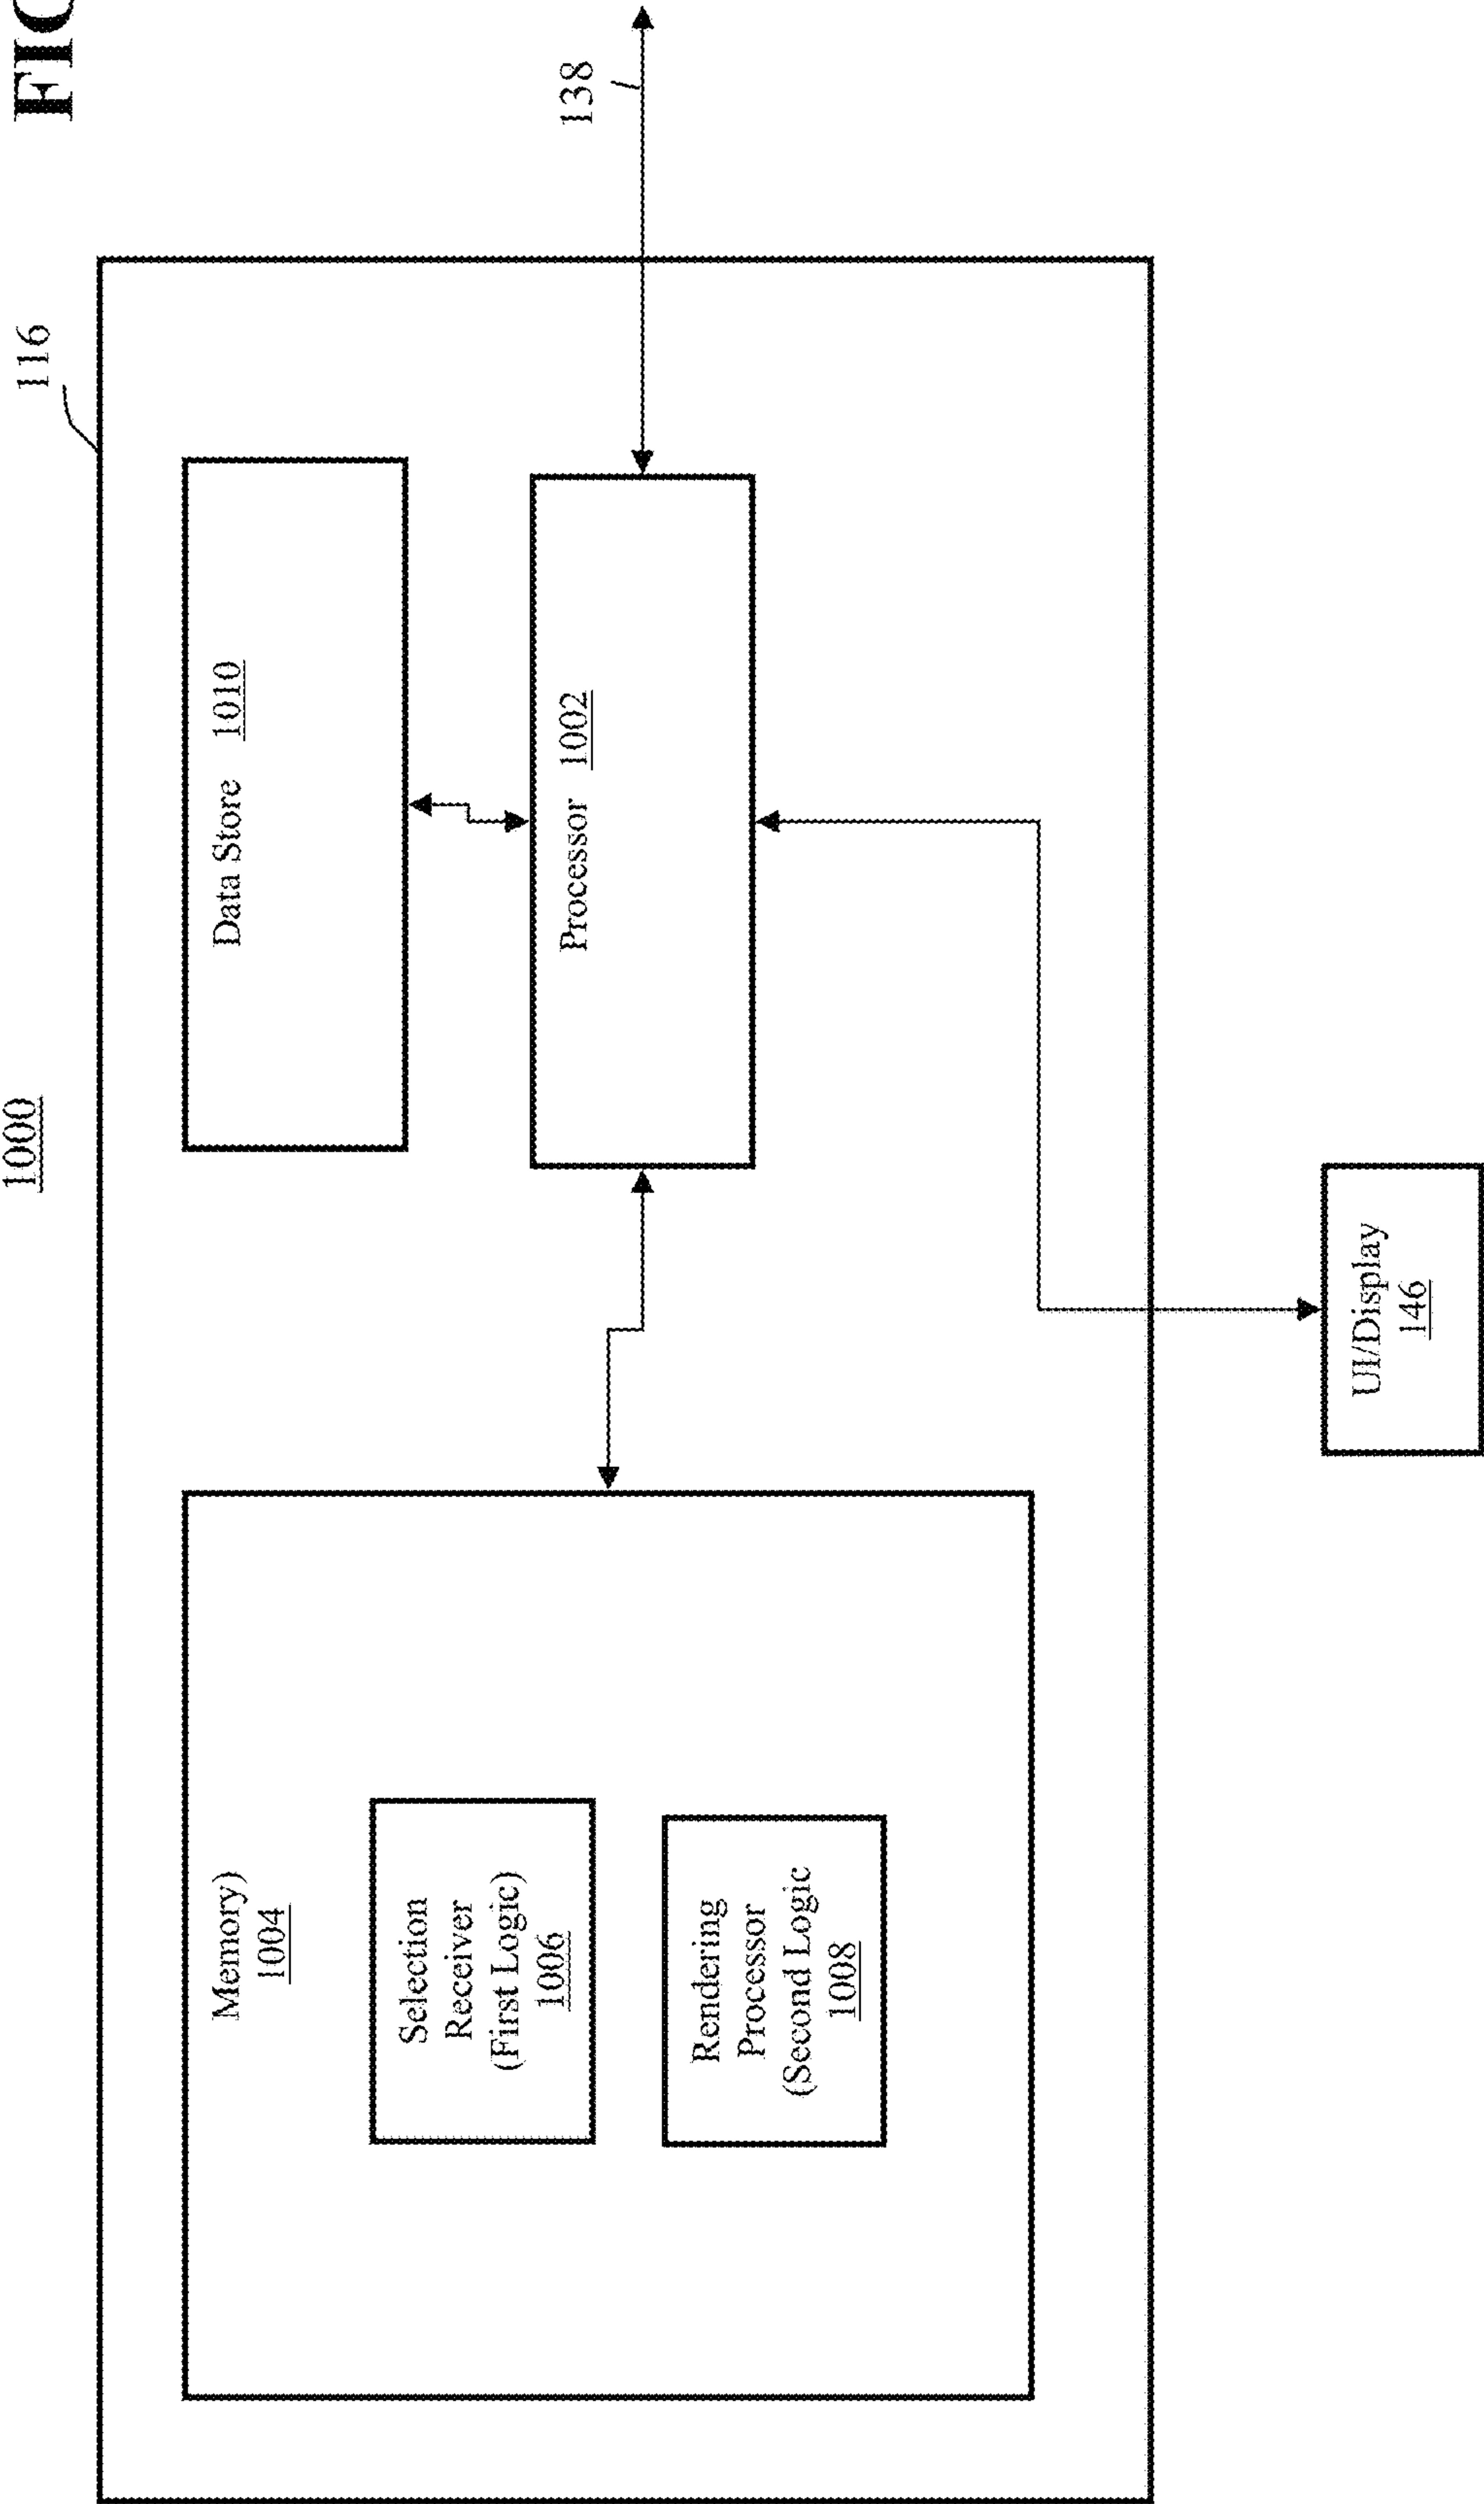 FIG
1000
116
138
Memory)
1004
Selection
Receiver
(First Logic)
1006
Rendering
Processor
(Second Logic
1008
Data Store 1010
Processor 1002
UI/Display
146